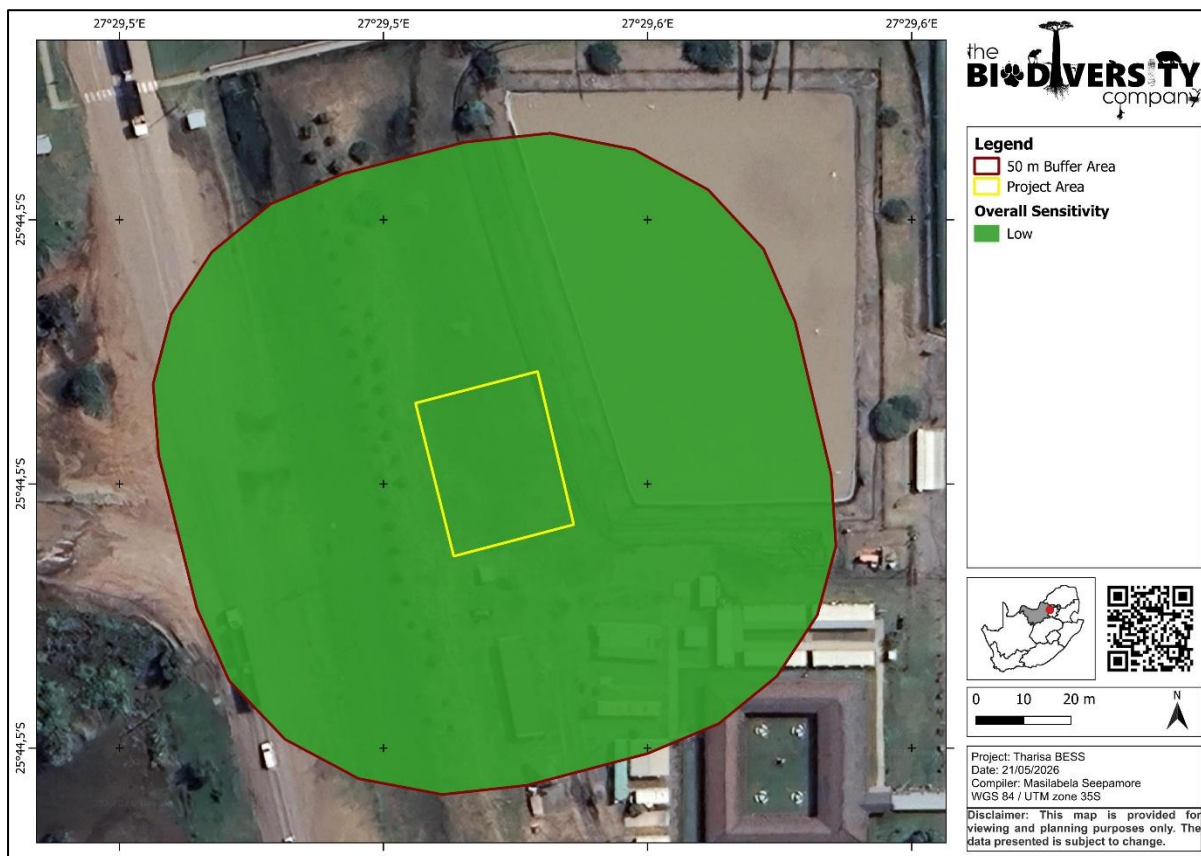 27°29,5'E 27°29,5'E 27°29,6'E 27°29,6'E
25°44,5'S
25°44,5'S
25°44,5'S
the
BIODIVERSITY
company
Legend
50 m Buffer Area
Project Area
Overall Sensitivity
Low
0 10 20 m
N
Project: Tharisa BESS
Date: 21/05/2026
Compiler: Masilabela Seepamore
WGS 84 / UTM zone 35S
Disclaimer: This map is provided for
viewing and planning purposes only. The
data presented is subject to change.